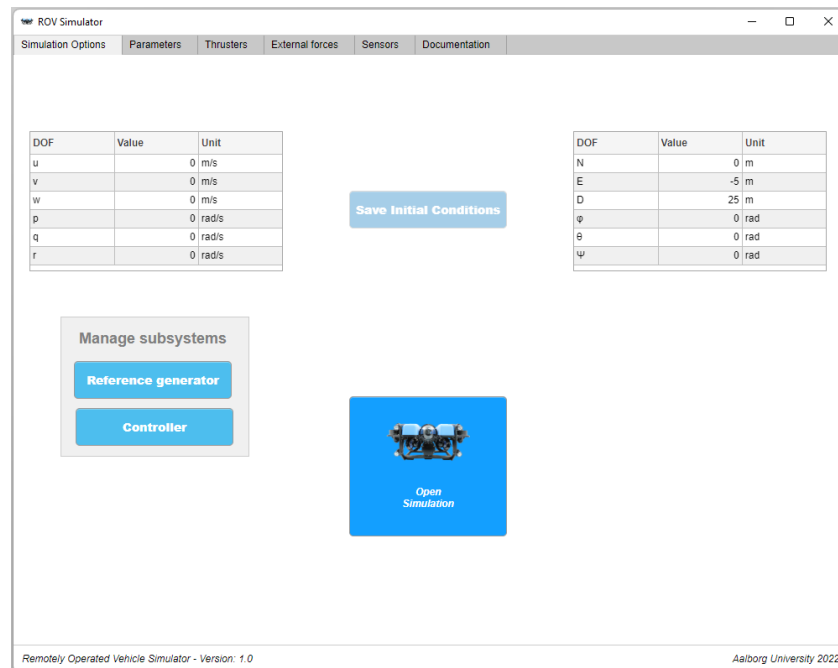 ROV Simulator
Simulation Options Parameters Thrusters External forces Sensors Documentation
DOF Value Unit
u 0 m/s
v 0 m/s
w 0 m/s
p 0 rad/s
q 0 rad/s
r 0 rad/s
Save Initial Conditions
DOF Value Unit
N 0 m
E -5 m
D 25 m
φ 0 rad
θ 0 rad
Ψ 0 rad
Manage subsystems
Reference generator
Controller
Open
Simulation
Remotely Operated Vehicle Simulator - Version: 1.0
Aalborg University 2022